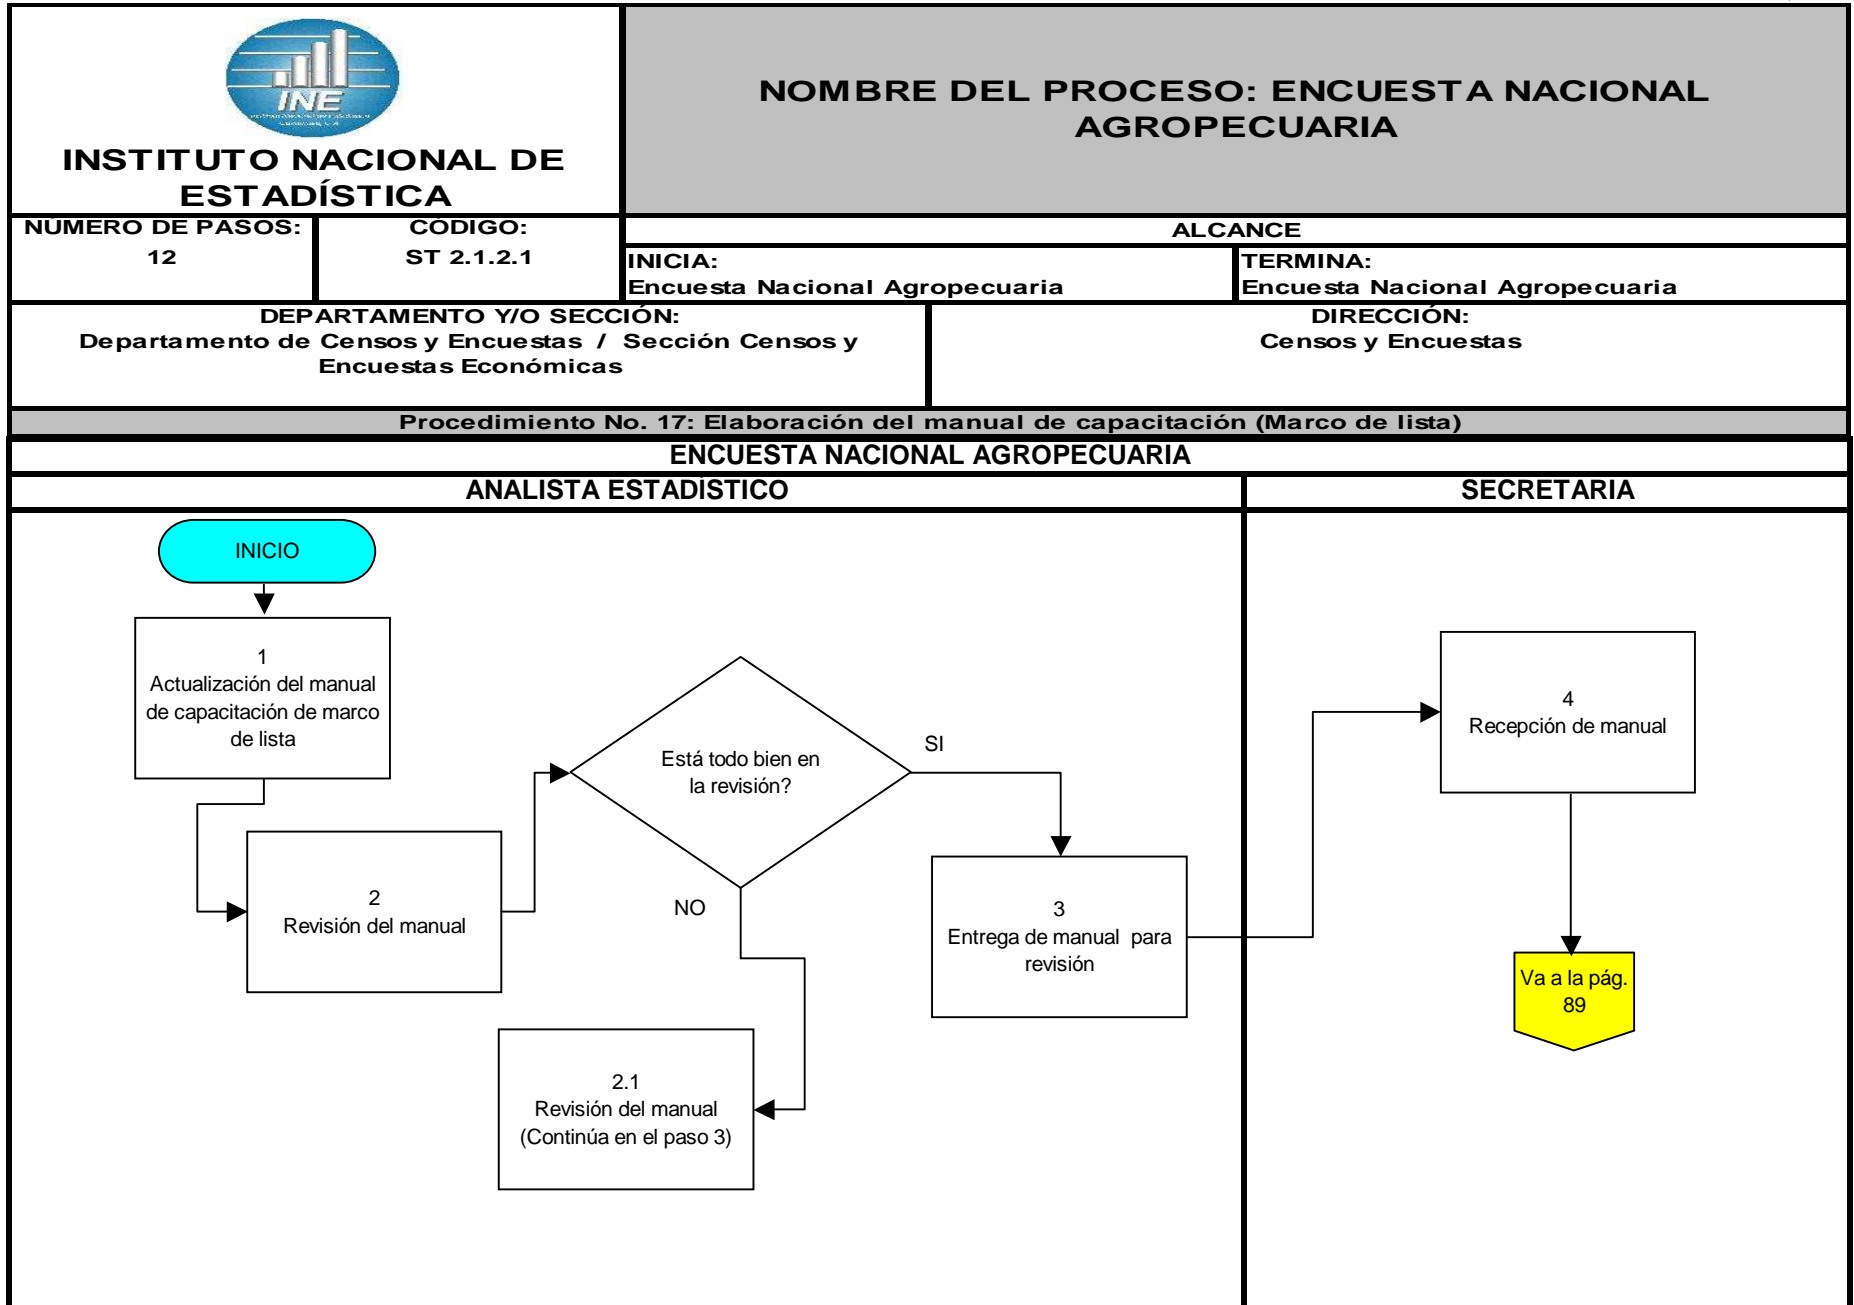 INE
INSTITUTO NACIONAL DE
ESTADÍSTICA
NOMBRE DEL PROCESO: ENCUESTA NACIONAL
AGROPECUARIA
NÚMERO DE PASOS:
12
CÓDIGO:
ST 2.1.2.1
ALCANCE
INICIA:
Encuesta Nacional Agropecuaria
TERMINA:
Encuesta Nacional Agropecuaria
DEPARTAMENTO Y/O SECCIÓN:
Departamento de Censos y Encuestas / Sección Censos y
Encuestas Económicas
DIRECCIÓN:
Censos y Encuestas
Procedimiento No. 17: Elaboración del manual de capacitación (Marco de lista)
ENCUESTA NACIONAL AGROPECUARIA
ANALISTA ESTADÍSTICO
SECRETARIA
INICIO
1
Actualización del manual
de capacitación de marco
de lista
2
Revisión del manual
Está todo bien en
la revisión?
SI
NO
2.1
Revisión del manual
(Continúa en el paso 3)
3
Entrega de manual para
revisión
4
Recepción de manual
Va a la pág.
89